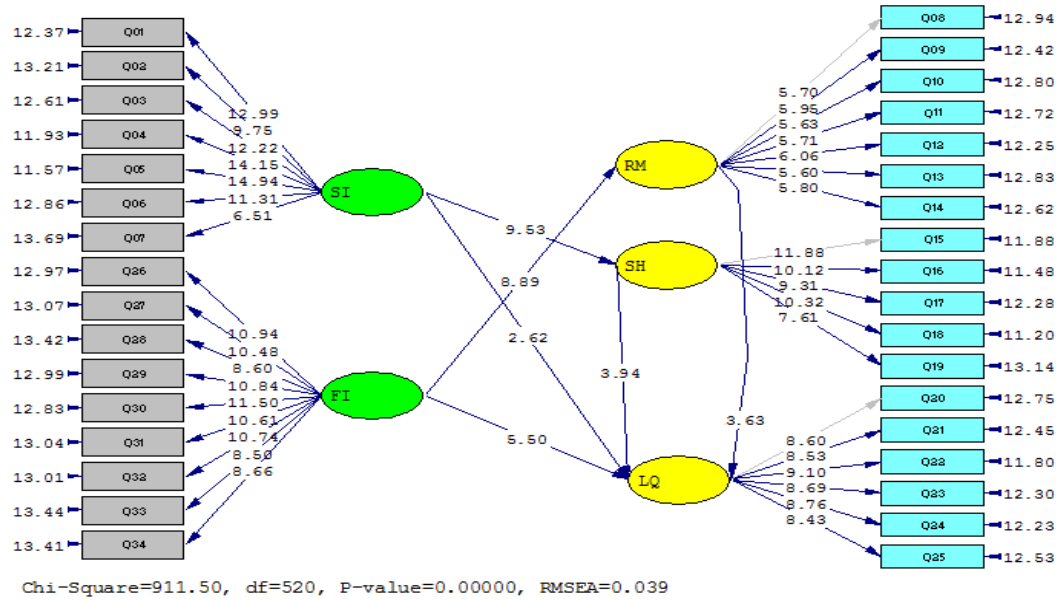 12.37 Q01
13.21 Q02
12.61 Q03
11.93 Q04
11.57 Q05
12.86 Q06
13.69 Q07
12.97 Q26
13.07 Q27
13.42 Q28
12.99 Q29
12.83 Q30
13.04 Q31
13.01 Q32
13.44 Q33
13.41 Q34
12.99
9.75
12.22
14.15
14.94
11.31
6.51
10.94
10.48
8.60
10.84
11.50
10.61
10.74
8.50
8.66
SI
FI
9.53
8.89
2.62
5.50
3.94
3.63
RM
SH
LQ
5.70
5.95
5.63
5.71
6.06
5.60
5.80
11.88
10.12
9.31
10.32
7.61
8.60
8.53
9.10
8.69
8.76
8.43
Q08 12.94
Q09 12.42
Q10 12.80
Q11 12.72
Q12 12.25
Q13 12.83
Q14 12.62
Q15 11.88
Q16 11.48
Q17 12.28
Q18 11.20
Q19 13.14
Q20 12.75
Q21 12.45
Q22 11.80
Q23 12.30
Q24 12.23
Q25 12.53
Chi-Square=911.50, df=520, P-value=0.00000, RMSEA=0.039